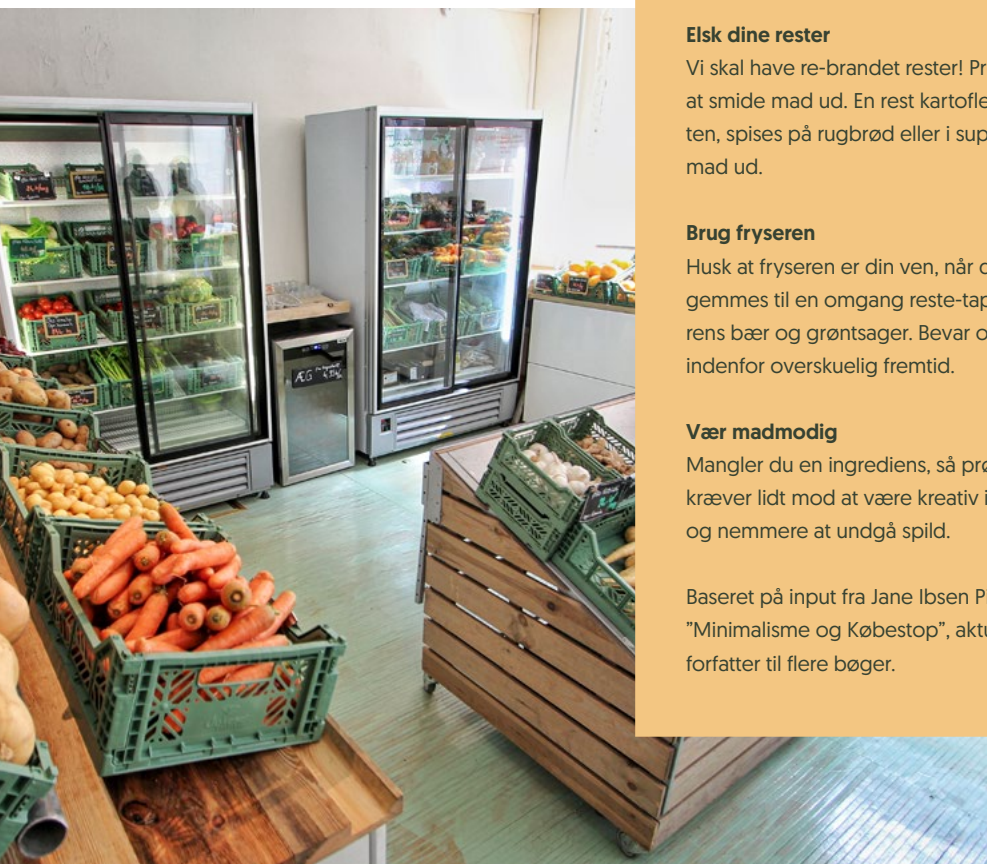 Elsk dine rester
Vi skal have re-brandet rester! Pr
at smide mad ud. En rest kartofle
ten, spises på rugbrød eller i sup
mad ud.
Brug fryseren
Husk at fryseren er din ven, når
gemmes til en omgang reste-tap
rens bær og grøntsager. Bevar o
indenfor overskuelig fremtid.
Vær madmodig
Mangler du en ingrediens, så prø
kræver lidt mod at være kreativ i
og nemmere at undgå spild.
Baseret på input fra Jane Ibsen P
”Minimalisme og Købestop”, aktu
forfatter til flere bøger.
ÆG